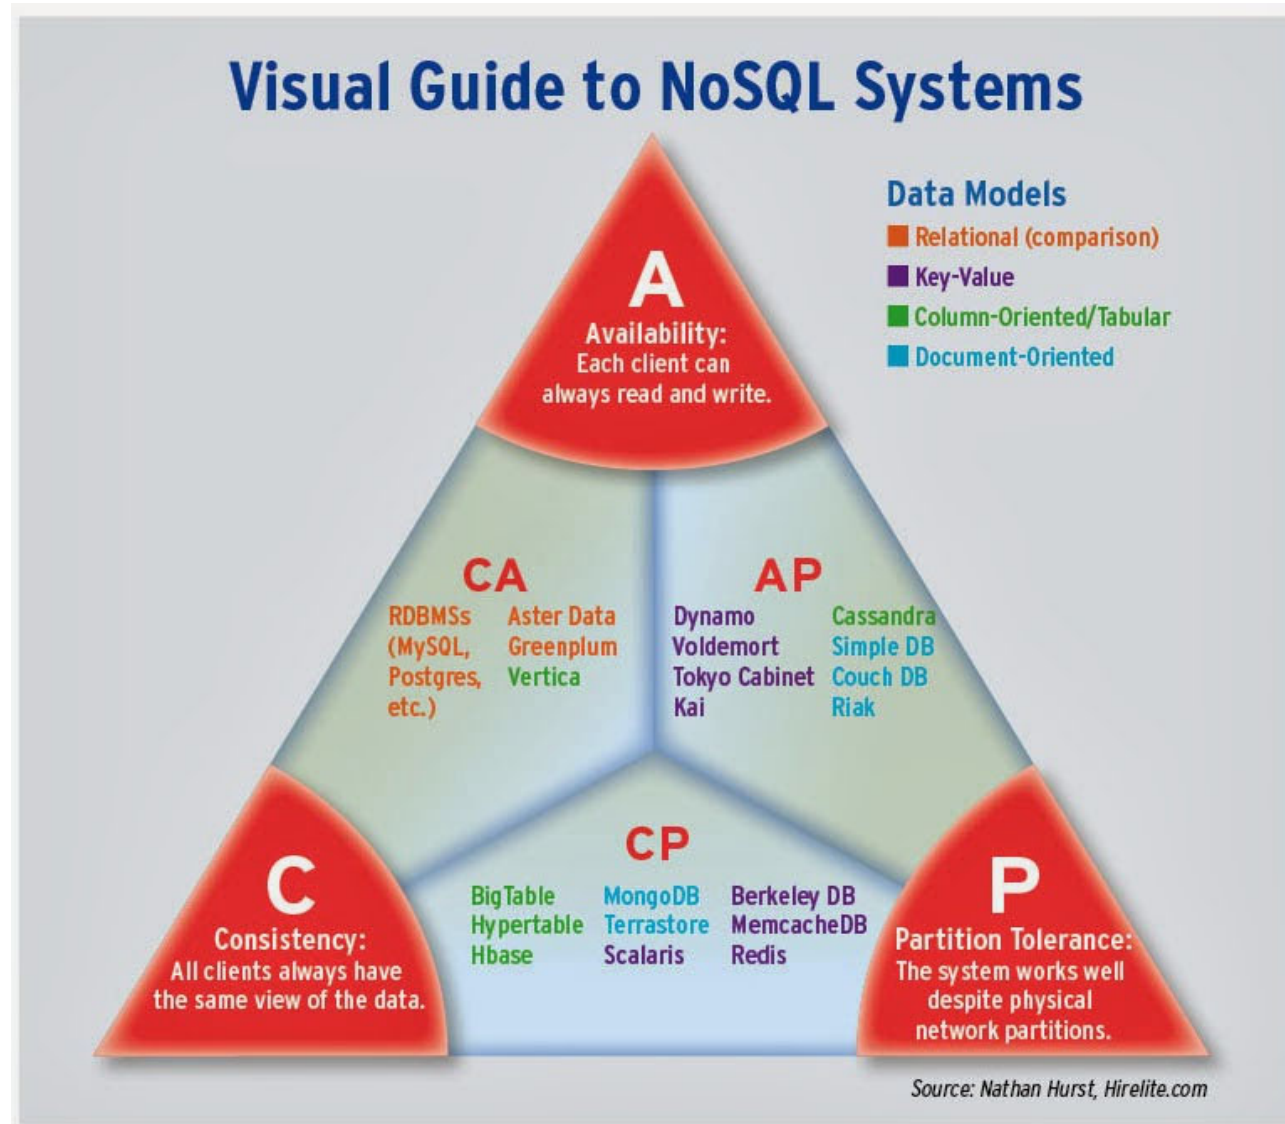 Visual Guide to NoSQL Systems
Data Models
Relational (comparison)
Key-Value
Column-Oriented/Tabular
Document-Oriented
A
Availability:
Each client can
always read and write.
CA
RDBMSs
(MySQL,
Postgres,
etc.)
Aster Data
Greenplum
Vertica
AP
Dynamo
Voldemort
Tokyo Cabinet
Kai
Cassandra
Simple DB
Couch DB
Riak
C
Consistency:
All clients always have
the same view of the data.
CP
BigTable
Hypertable
Hbase
MongoDB
Terrastore
Scalaris
Berkeley DB
MemcacheDB
Redis
P
Partition Tolerance:
The system works well
despite physical
network partitions.
Source: Nathan Hurst, Hirelite.com